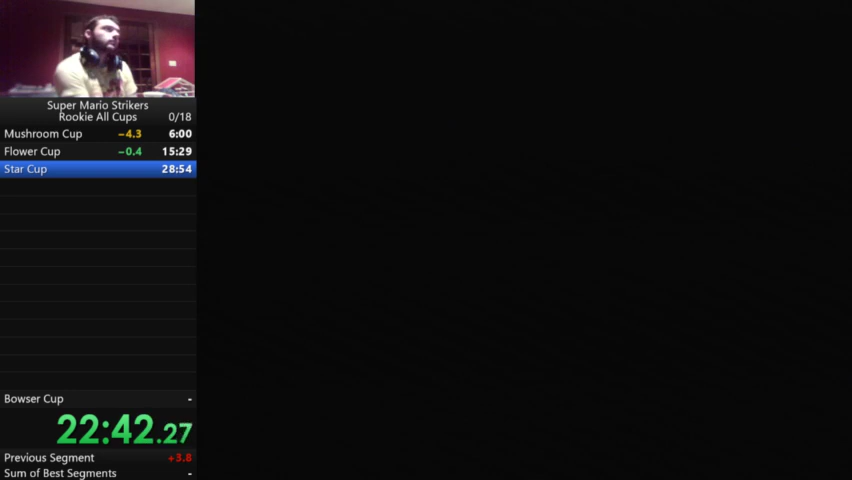 Super Mario Strikers
Rookie All Cups 0/18
Mushroom Cup −4.3 6:00
Flower Cup −0.4 15:29
Star Cup 28:54
Bowser Cup -
22:42.27
Previous Segment +3.8
Sum of Best Segments -